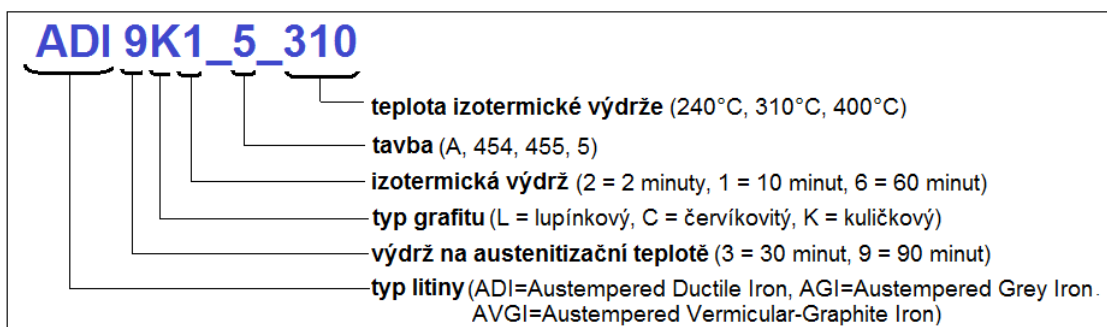 ADI 9K1_5_310
teplota izotermické výdrže (240°C, 310°C, 400°C)
tavba (A, 454, 455, 5)
izotermická výdrž (2 = 2 minuty, 1 = 10 minut, 6 = 60 minut)
typ grafitu (L = lupínkový, C = červíkovitý, K = kuličkový)
výdrž na austenitizační teplotě (3 = 30 minut, 9 = 90 minut)
typ litiny (ADI=Austempered Ductile Iron, AGI=Austempered Grey Iron
AVGI=Austempered Vermicular-Graphite Iron)